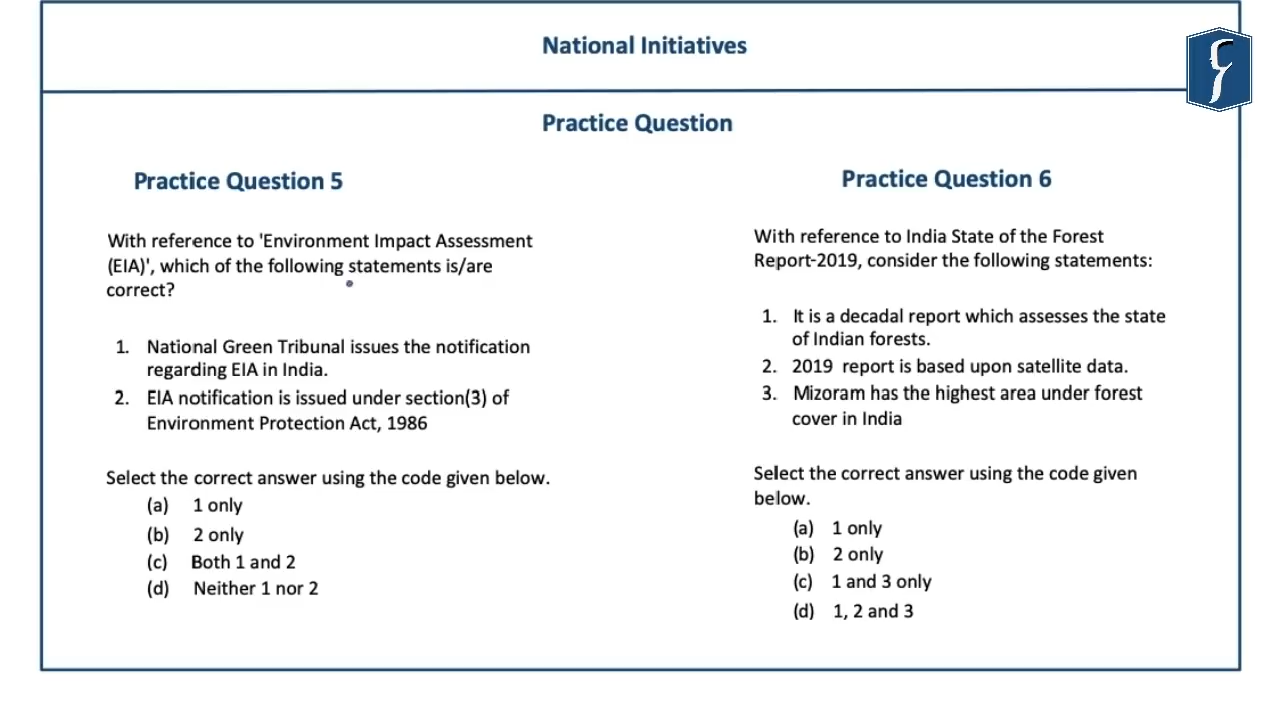 National Initiatives
Practice Question
Practice Question 5
With reference to 'Environment Impact Assessment
(EIA)', which of the following statements is/are
correct?
1. National Green Tribunal issues the notification
regarding EIA in India.
2. EIA notification is issued under section(3) of
Environment Protection Act, 1986
Select the correct answer using the code given below.
(a) 1 only
(b) 2 only
(c) Both 1 and 2
(d) Neither 1 nor 2
Practice Question 6
With reference to India State of the Forest
Report-2019, consider the following statements:
1. It is a decadal report which assesses the state
of Indian forests.
2. 2019 report is based upon satellite data.
3. Mizoram has the highest area under forest
cover in India
Select the correct answer using the code given
below.
(a) 1 only
(b) 2 only
(c) 1 and 3 only
(d) 1, 2 and 3